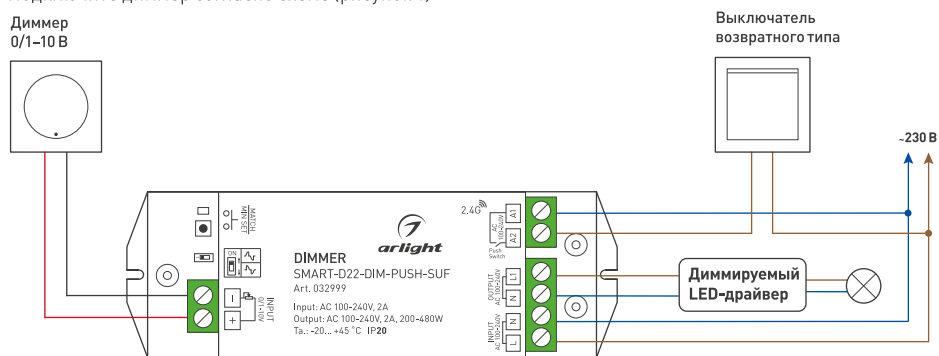 Диммер
0/1–10 В
Выключатель
возвратного типа
~230 В
MATCH
MIN SET
ON
INPUT
0/1-10V
arlight
DIMMER
SMART-D22-DIM-PUSH-SUF
Art. 032999
Input: AC 100-240V, 2A
Output: AC 100-240V, 2A, 200-480W
Ta.: -20... +45 °C IP20
2.4G
AC
100-240V
Push
Switch
A1
A2
OUTPUT
AC 100-240V
L1
N
INPUT
AC 100-240V
N
L
Диммируемый
LED-драйвер